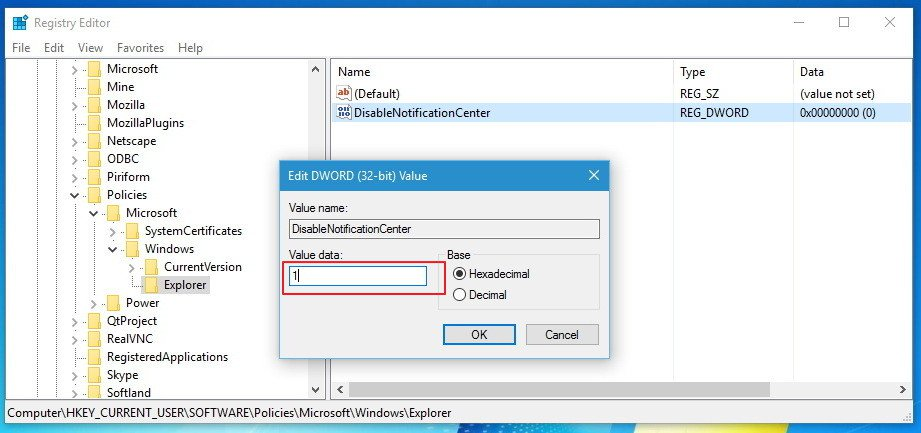 Registry Editor
File Edit View Favorites Help
Microsoft
Mine
Mozilla
MozillaPlugins
Netscape
ODBC
Piriform
Policies
Microsoft
SystemCertificates
Windows
CurrentVersion
Explorer
Power
QtProject
RealVNC
RegisteredApplications
Skype
Softland
Name Type Data
ab (Default) REG_SZ (value not set)
DisableNotificationCenter REG_DWORD 0x00000000 (0)
Edit DWORD (32-bit) Value
Value name:
DisableNotificationCenter
Value data:
1
Base
Hexadecimal
Decimal
OK Cancel
Computer\HKEY_CURRENT_USER\SOFTWARE\Policies\Microsoft\Windows\Explorer